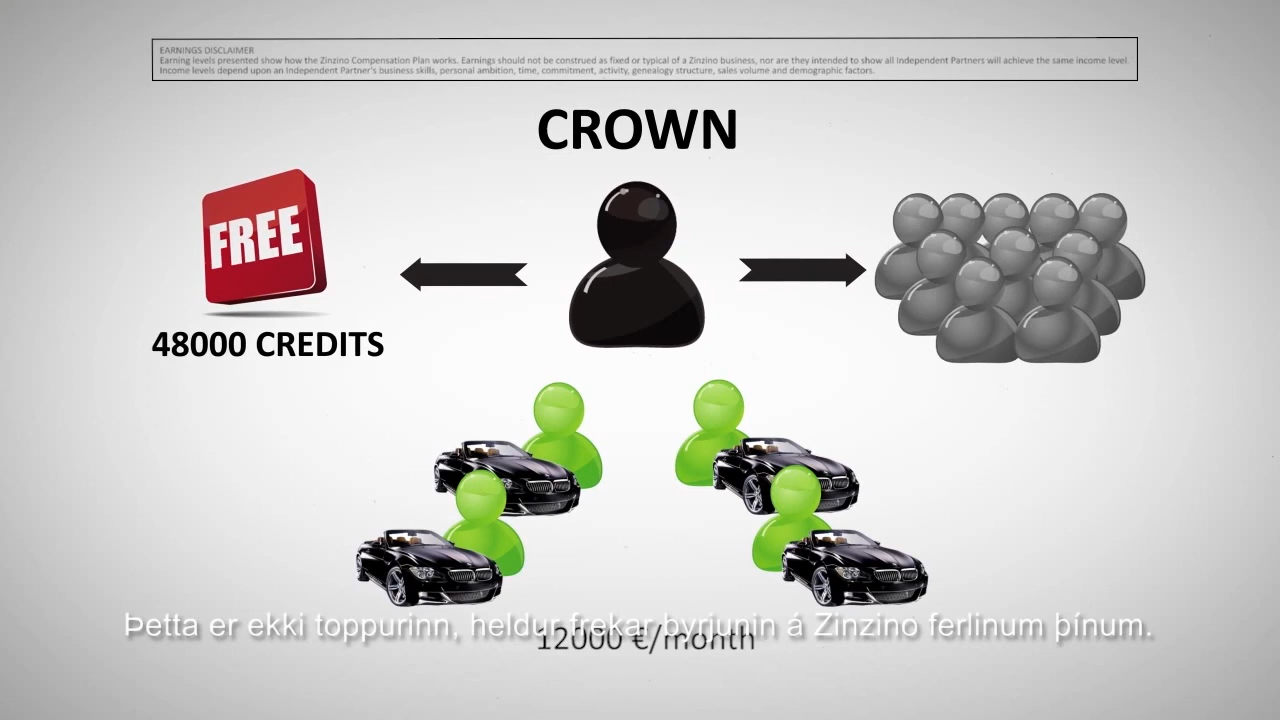 EARNINGS DISCLAIMER
Earning levels presented show how the Zinzino Compensation Plan works. Earnings should not be construed as fixed or typical of a Zinzino business, nor are they intended to show all Independent Partners will achieve the same income level.
Income levels depend upon an Independent Partner's business skills, personal ambition, time, commitment, activity, genealogy structure, sales volume and demographic factors.
CROWN
FREE
48000 CREDITS
Þetta er ekki toppurinn, heldur frekar byrjunin á Zinzino ferlinum þínum.
12000 €/month